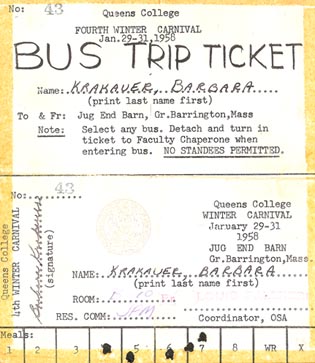 No: 43
Queens College
FOURTH WINTER CARNIVAL
Jan.29-31,1958
BUS TRIP TICKET
Name: KRAKAUER, BARBARA
(print last name first)
To & Fr: Jug End Barn, Gr.Barrington,Mass
Note: Select any bus. Detach and turn in
ticket to Faculty Chaperone when
entering bus. NO STANDEES PERMITTED.
No: 43
Queens College
4th WINTER CARNIVAL
(signature)
Queens College
WINTER CARNIVAL
January 29-31
1958
JUG END BARN
Gr.Barrington,Mass.
NAME: KRAKAUER, BARBARA
(print last name first)
ROOM:
RES. COMM:
Coordinator, OSA
Meals:
1 2 3 4 5 6 7 8 WR X